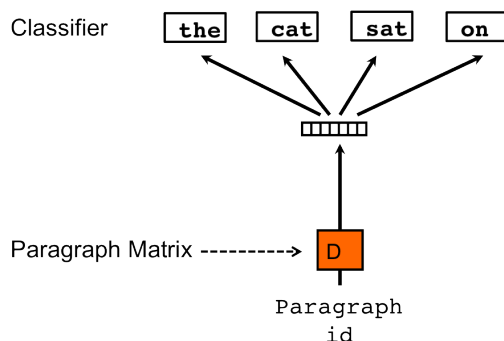 Classifier the cat sat on
Paragraph Matrix D
Paragraph
id